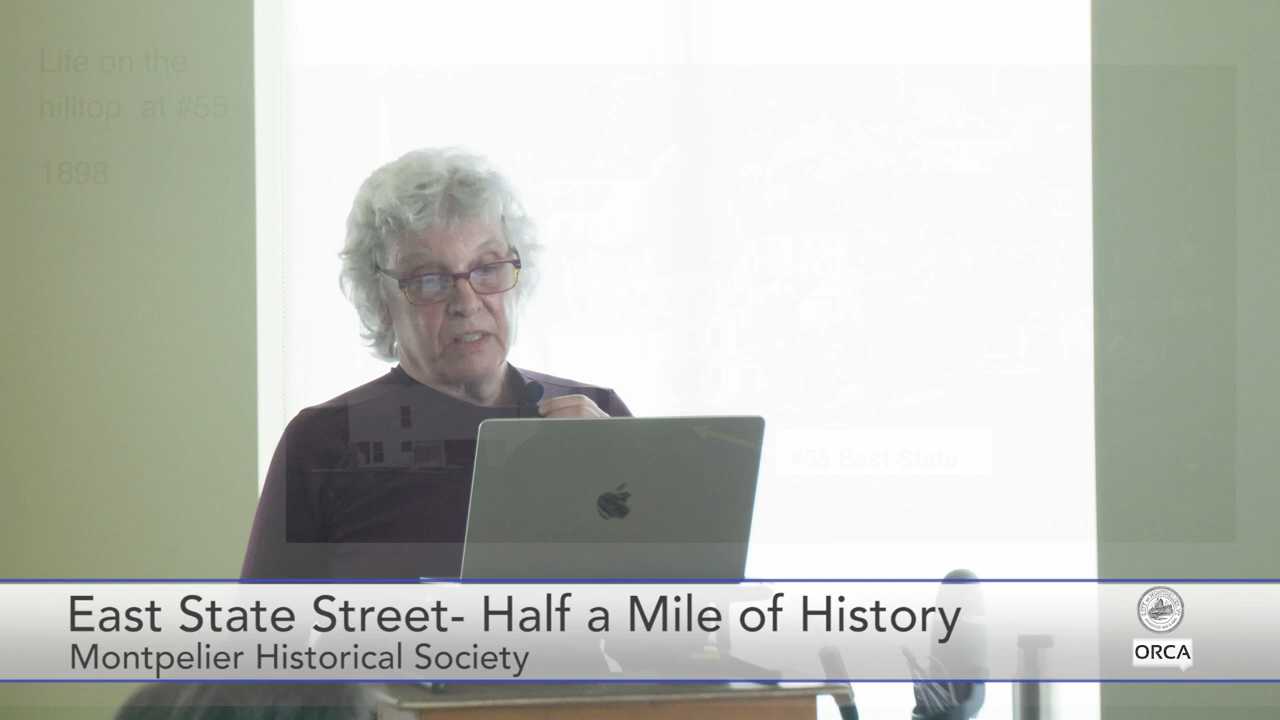 Life on the
hilltop at #55
1898
#55 East State
East State Street- Half a Mile of History
Montpelier Historical Society
ORCA